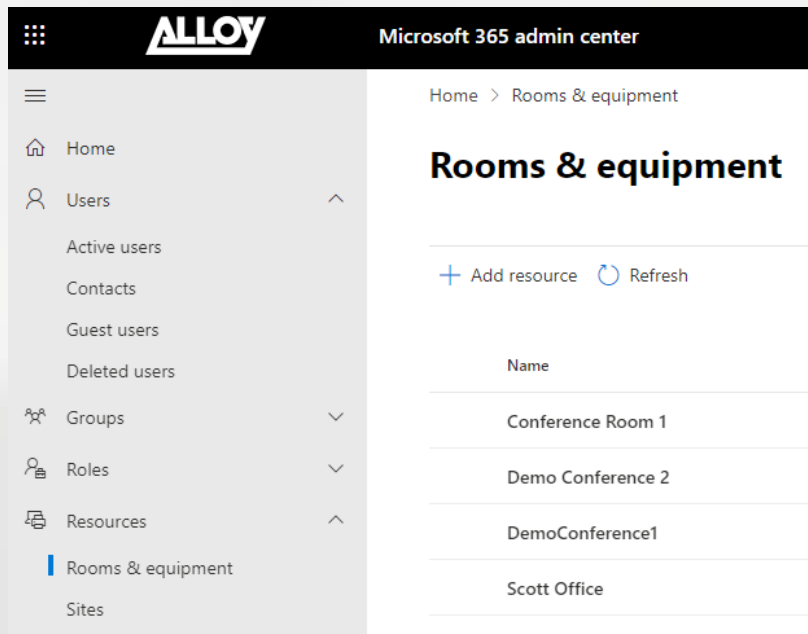 ALLOY
Microsoft 365 admin center
Home > Rooms & equipment
Home
Rooms & equipment
Users
Active users
Contacts
Guest users
Deleted users
Groups
Roles
Resources
Rooms & equipment
Sites
Add resource
Refresh
Name
Conference Room 1
Demo Conference 2
DemoConference1
Scott Office